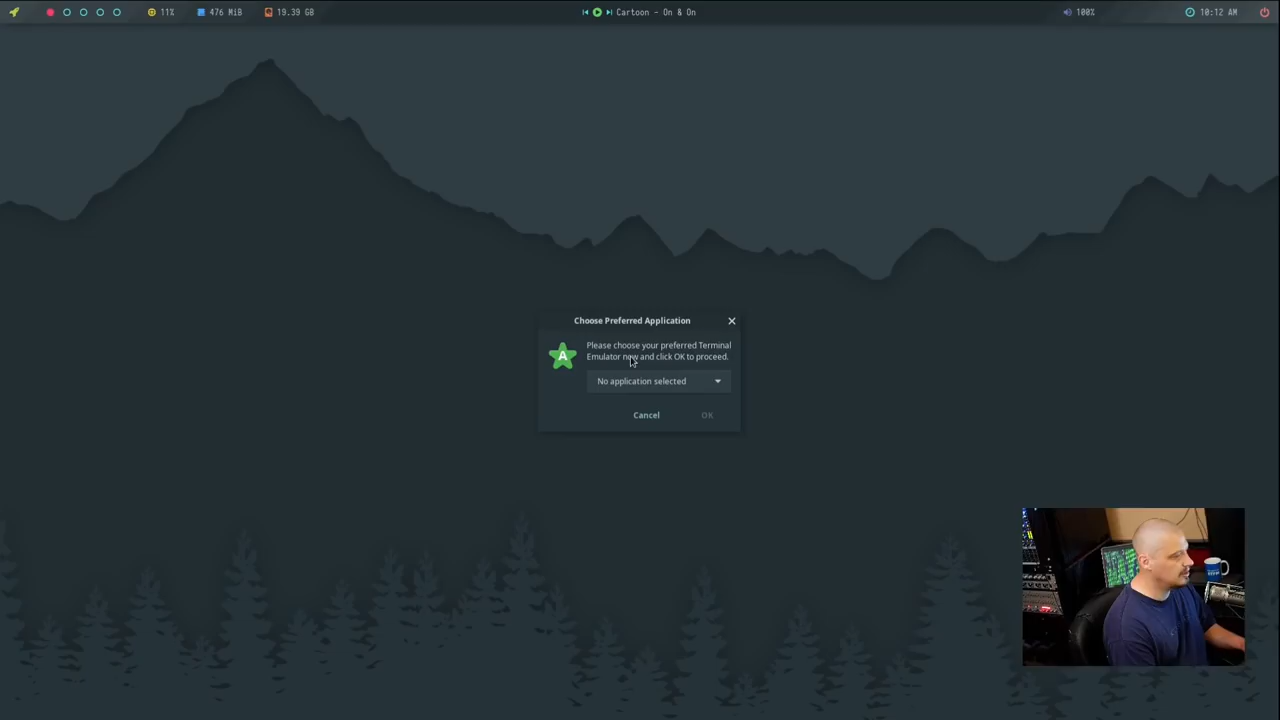 11% 476 MiB 19.39 GB Cartoon - On & On 100% 10:12 AM
Choose Preferred Application
A
Please choose your preferred Terminal
Emulator now and click OK to proceed.
No application selected
Cancel OK